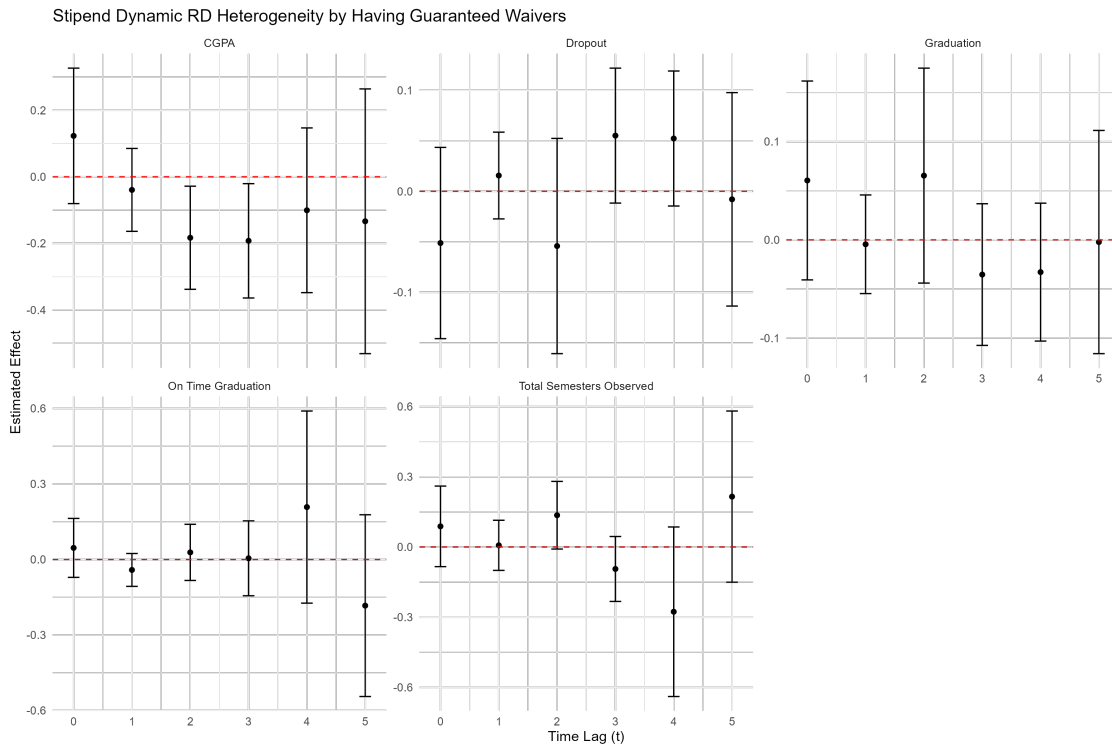 Stipend Dynamic RD Heterogeneity by Having Guaranteed Waivers
CGPA
Dropout
Graduation
0.2
0.0
-0.2
-0.4
0.1
0.0
-0.1
0.1
0.0
-0.1
0 1 2 3 4 5
Estimated Effect
On Time Graduation
Total Semesters Observed
0.6
0.3
0.0
-0.3
-0.6
0.6
0.3
0.0
-0.3
-0.6
0 1 2 3 4 5
0 1 2 3 4 5
Time Lag (t)